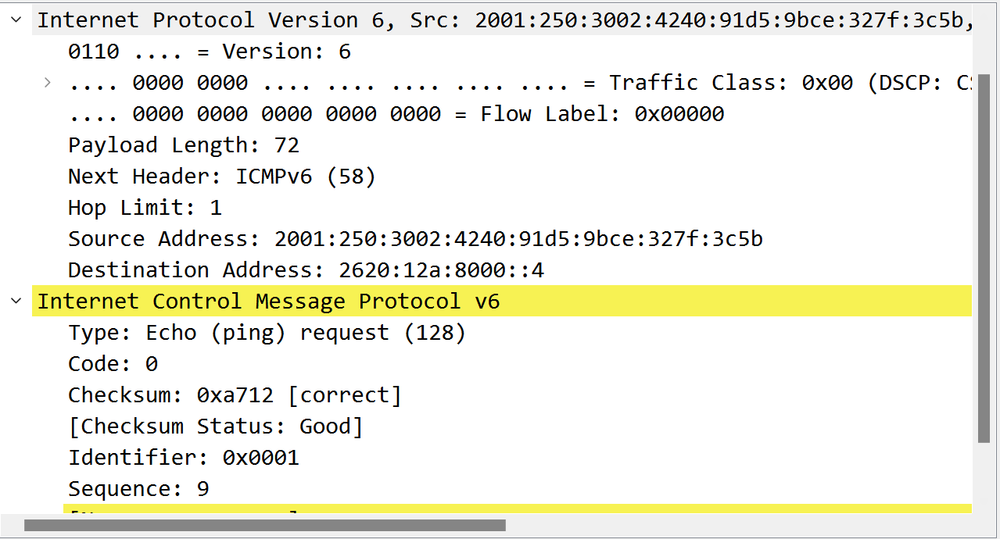 Internet Protocol Version 6, Src: 2001:250:3002:4240:91d5:9bce:327f:3c5b,
0110 .... = Version: 6
.... 0000 0000 .... .... .... .... .... = Traffic Class: 0x00 (DSCP: CS
.... 0000 0000 0000 0000 0000 = Flow Label: 0x00000
Payload Length: 72
Next Header: ICMPv6 (58)
Hop Limit: 1
Source Address: 2001:250:3002:4240:91d5:9bce:327f:3c5b
Destination Address: 2620:12a:8000::4
Internet Control Message Protocol v6
Type: Echo (ping) request (128)
Code: 0
Checksum: 0xa712 [correct]
[Checksum Status: Good]
Identifier: 0x0001
Sequence: 9